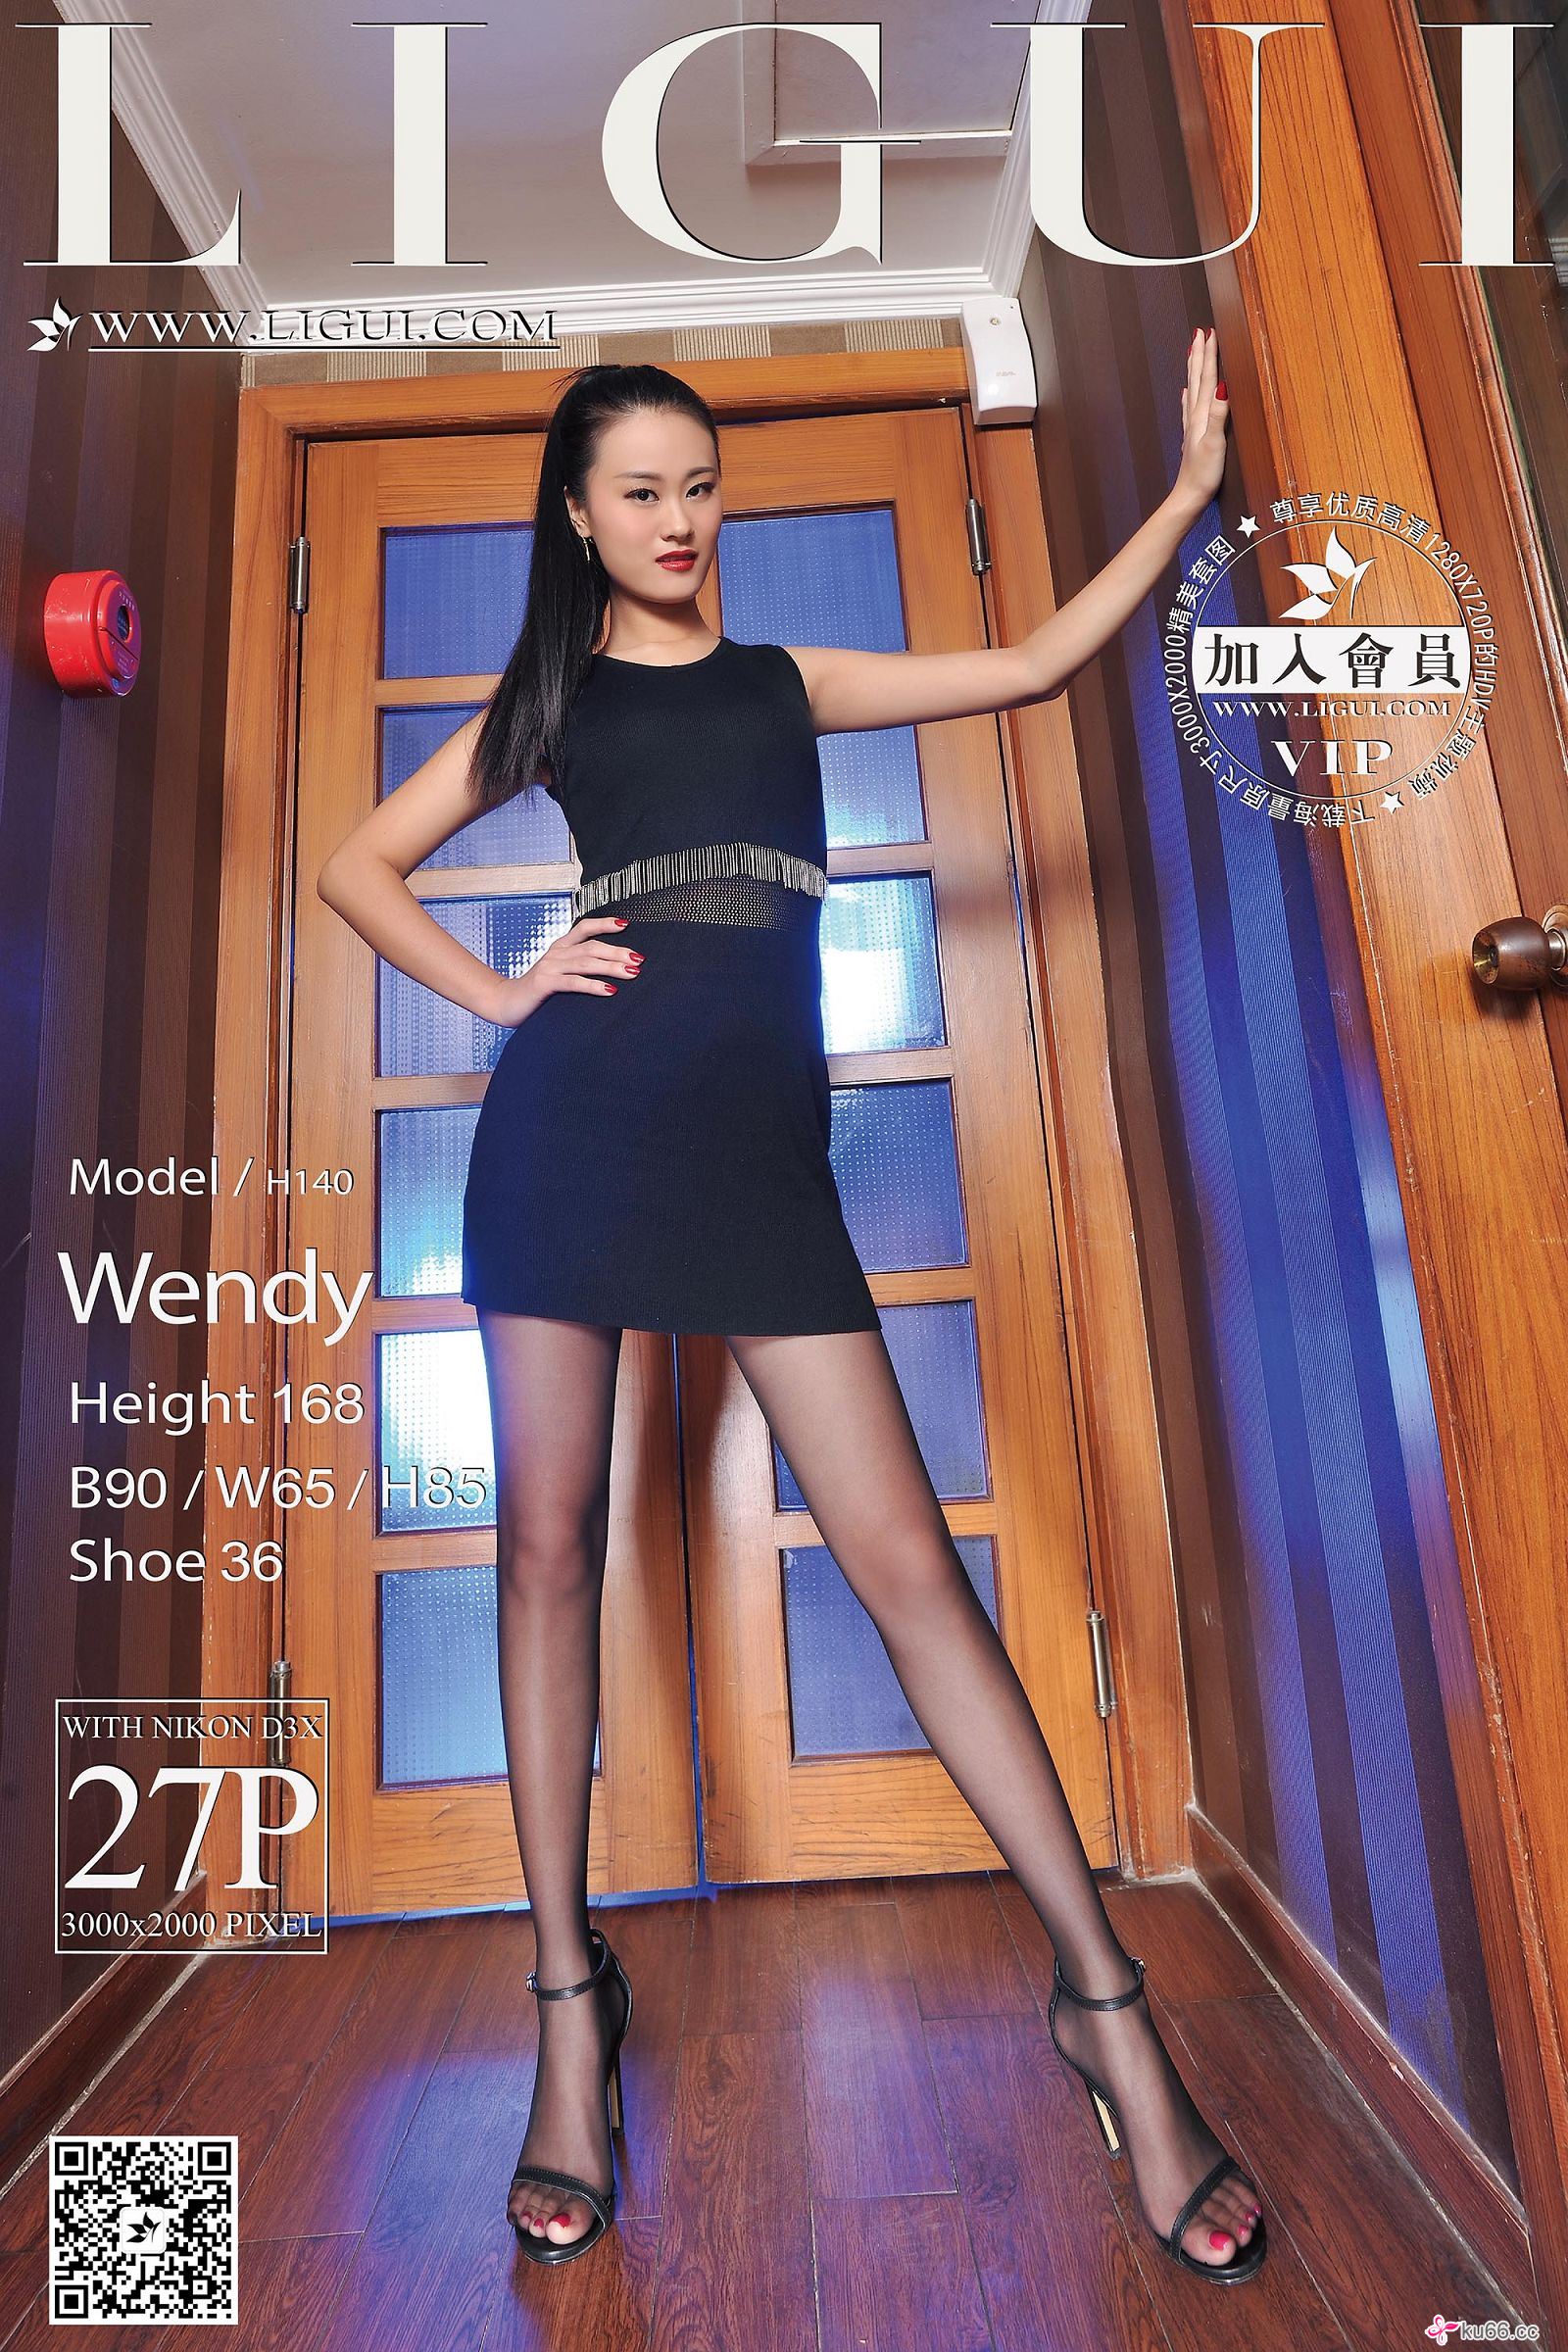 LIGUI
WWW.LIGUI.COM
尊享优质高清1280X720P的HDV主题视频
下载海量原尺寸3000X2000精美套图
加入會員
WWW.LIGUI.COM
VIP
Model / H140
Wendy
Height 168
B90 / W65 / H85
Shoe 36
WITH NIKON D3X
27P
3000x2000 PIXEL
ku66.cc